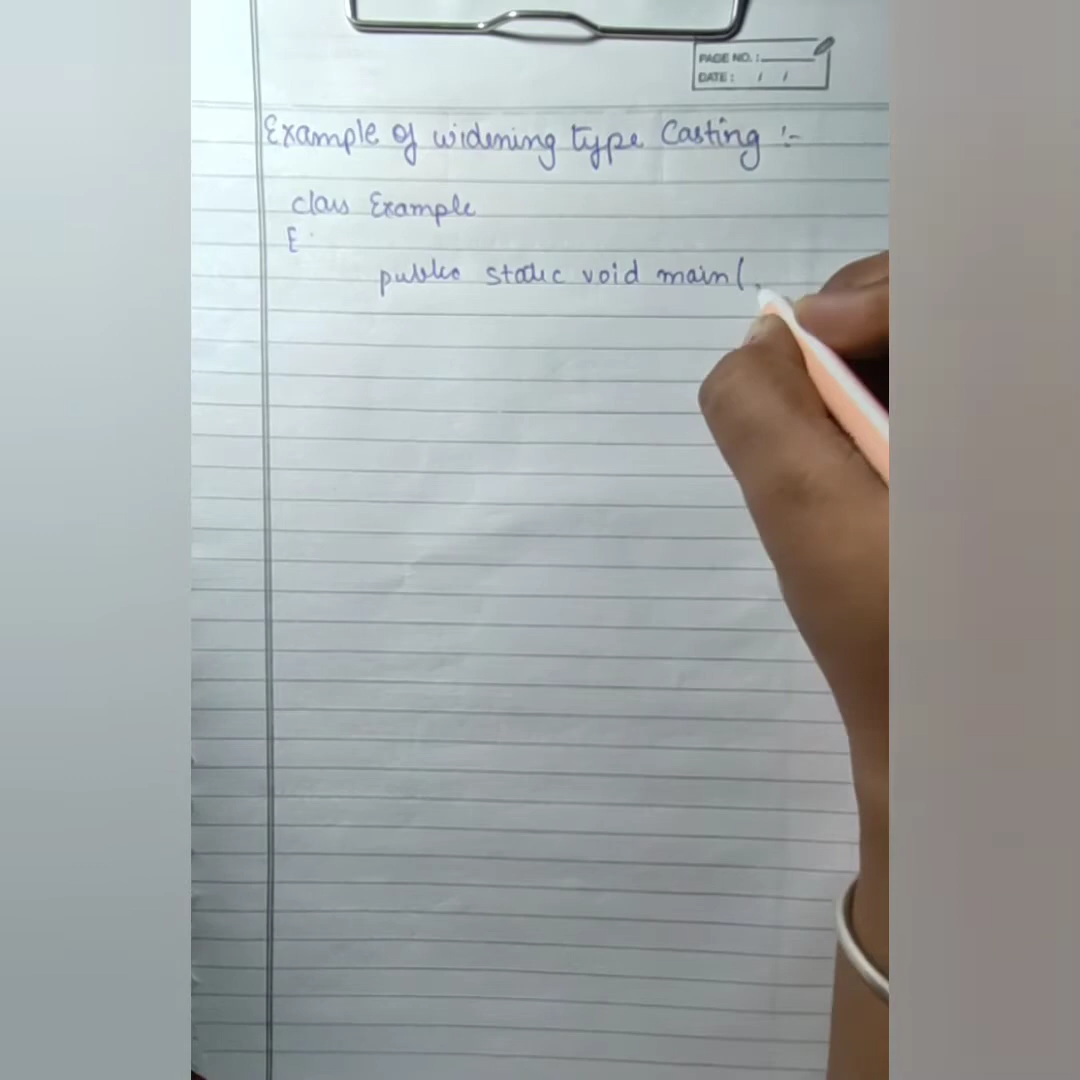 PAGE NO. :
DATE : / /
Example of widening type Casting :-
class Example
{
public static void main(